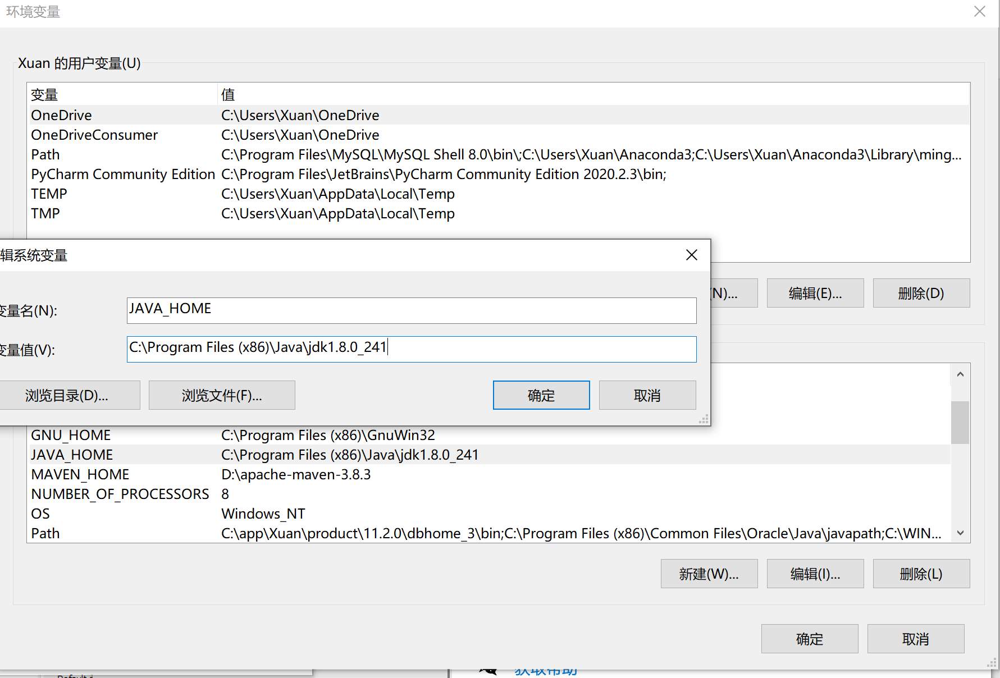 环境变量
Xuan 的用户变量(U)
变量 值
OneDrive C:\Users\Xuan\OneDrive
OneDriveConsumer C:\Users\Xuan\OneDrive
Path C:\Program Files\MySQL\MySQL Shell 8.0\bin\;C:\Users\Xuan\Anaconda3;C:\Users\Xuan\Anaconda3\Library\ming...
PyCharm Community Edition C:\Program Files\JetBrains\PyCharm Community Edition 2020.2.3\bin;
TEMP C:\Users\Xuan\AppData\Local\Temp
TMP C:\Users\Xuan\AppData\Local\Temp
辑系统变量
(N)... 编辑(E)... 删除(D)
变量名(N): JAVA_HOME
变量值(V): C:\Program Files (x86)\Java\jdk1.8.0_241
浏览目录(D)... 浏览文件(F)... 确定 取消
GNU_HOME C:\Program Files (x86)\GnuWin32
JAVA_HOME C:\Program Files (x86)\Java\jdk1.8.0_241
MAVEN_HOME D:\apache-maven-3.8.3
NUMBER_OF_PROCESSORS 8
OS Windows_NT
Path C:\app\Xuan\product\11.2.0\dbhome_3\bin;C:\Program Files (x86)\Common Files\Oracle\Java\javapath;C:\WIN...
新建(W)... 编辑(I)... 删除(L)
确定 取消
获取帮助